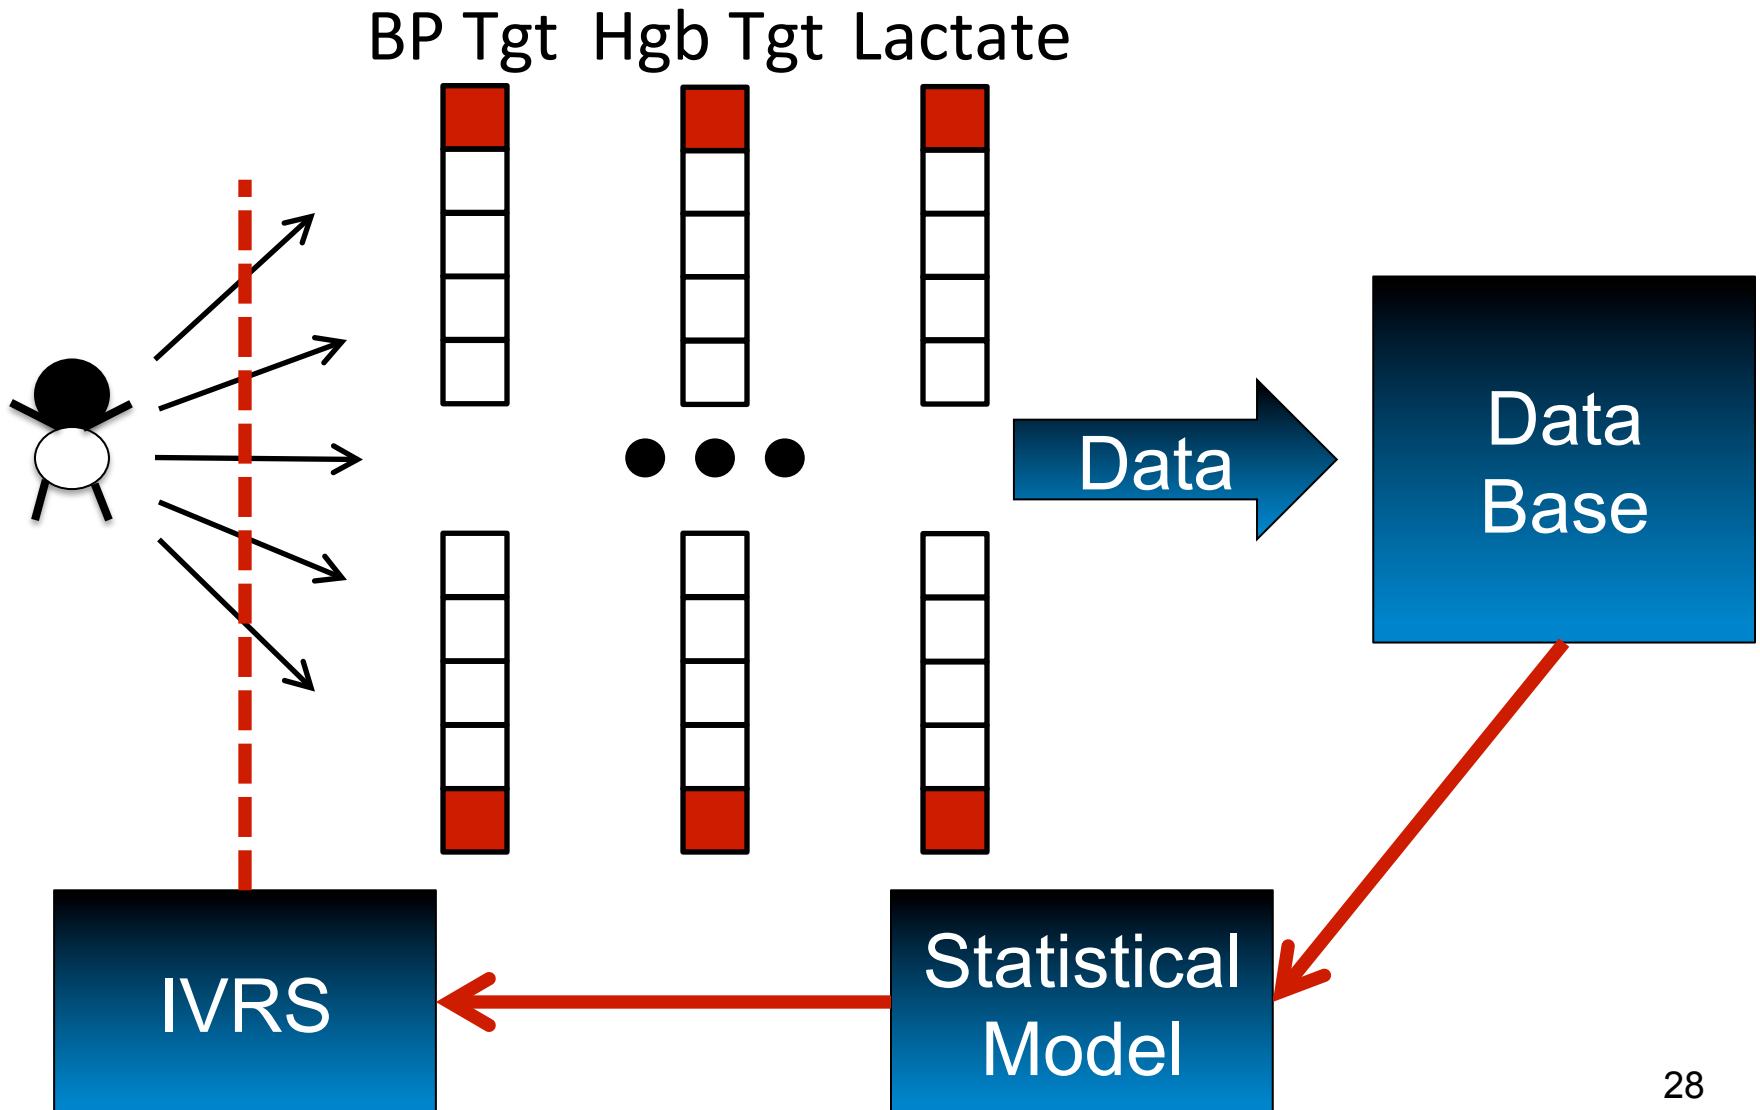 BP Tgt Hgb Tgt Lactate
Data
Data
Base
IVRS
Statistical
Model
28